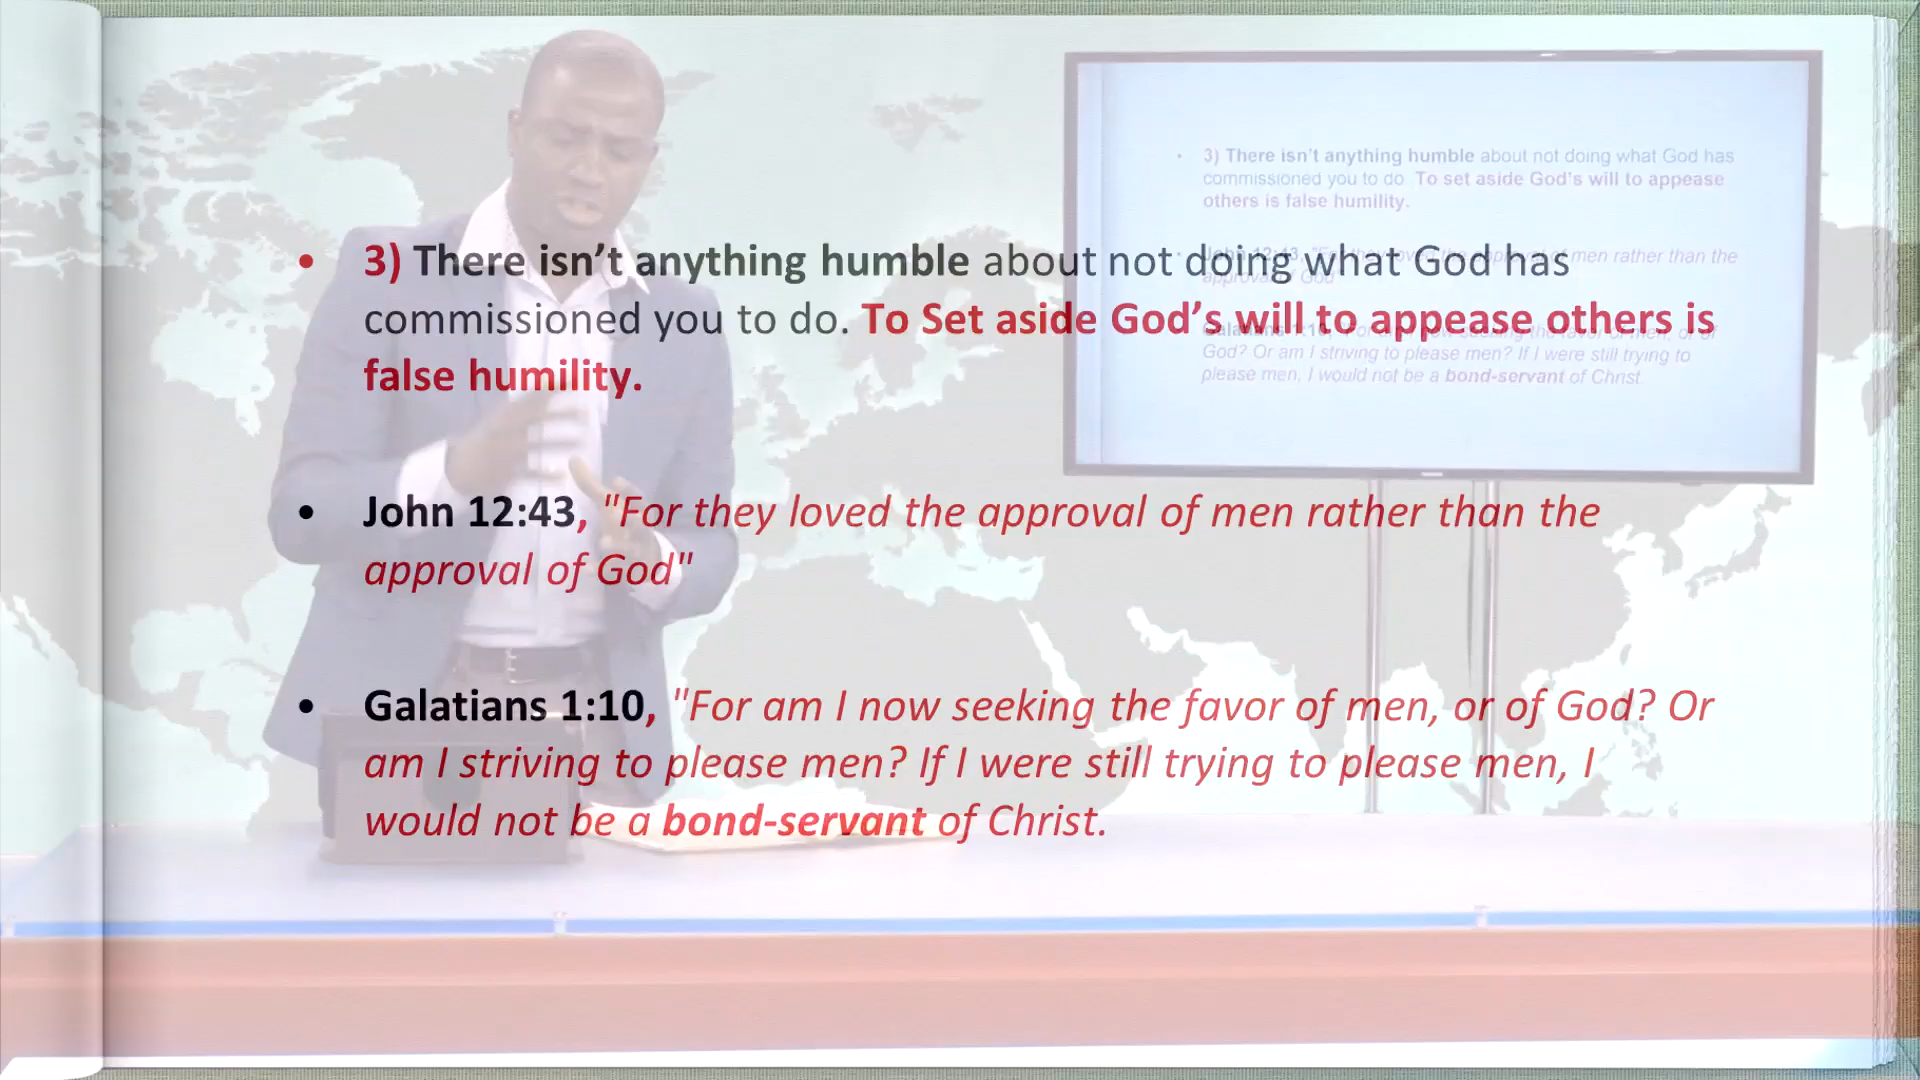 • 3) There isn’t anything humble about not doing what God has
commissioned you to do. To Set aside God’s will to appease others is
false humility.
• John 12:43, "For they loved the approval of men rather than the
approval of God"
• Galatians 1:10, "For am I now seeking the favor of men, or of God? Or
am I striving to please men? If I were still trying to please men, I
would not be a bond-servant of Christ.
• 3) There isn't anything humble about not doing what God has
commissioned you to do. To set aside God's will to appease
others is false humility.
men rather than the
God? Or am I striving to please men? If I were still trying to
please men, I would not be a bond-servant of Christ.